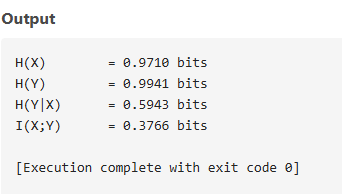 Output
H(X)        = 0.9710 bits
H(Y)        = 0.9941 bits
H(Y|X)      = 0.5943 bits
I(X;Y)      = 0.3766 bits
[Execution complete with exit code 0]